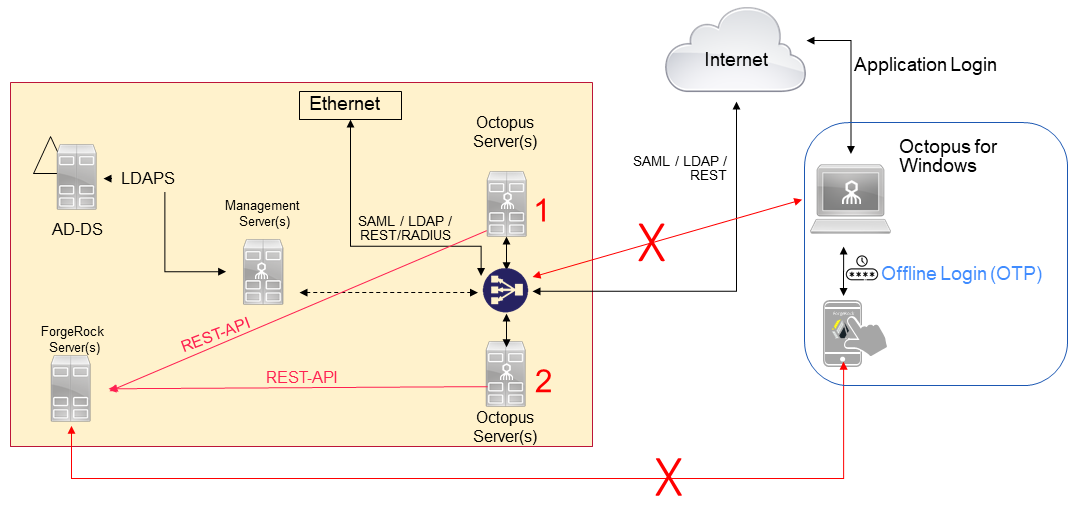 Internet
Application Login
Ethernet
Octopus
Server(s)
Octopus for
Windows
SAML / LDAP /
REST
LDAPS
AD-DS
Management
Server(s)
SAML / LDAP /
REST/RADIUS
1
X
Offline Login (OTP)
****
ForgeRock
REST-API
ForgeRock
Server(s)
REST-API
2
Octopus
Server(s)
X